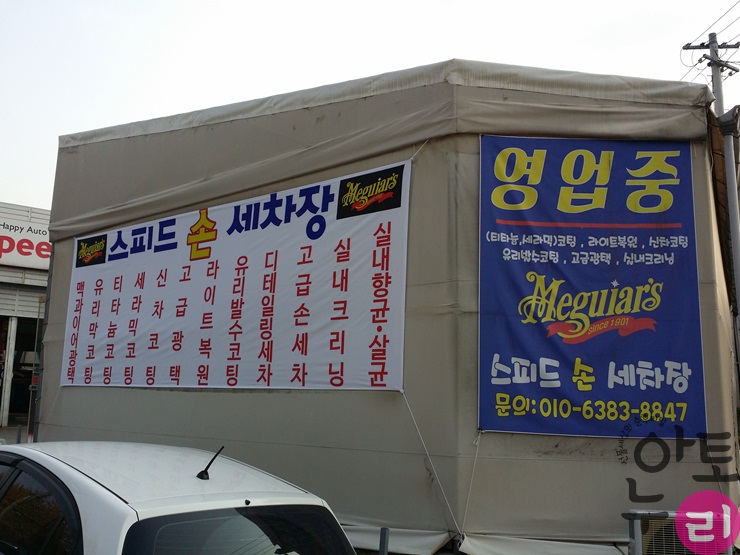 Happy Auto
pee
Meguiar's
스피드 손 세차장
Meguiar's
맥과이어광택
유리막코팅
티타늄코팅
세라믹코팅
신차코팅
고급광택
라이트복원
유리발수코팅
디테일링세차
고급손세차
실내크리닝
실내향균·살균
영업중
(티타늄,세라믹)코팅 , 라이트복원 , 신차코팅
유리발수코팅 , 고급광택 , 실내크리닝
Meguiar's
since 1901
스피드 손 세차장
문의:010-6383-8847
안토
리